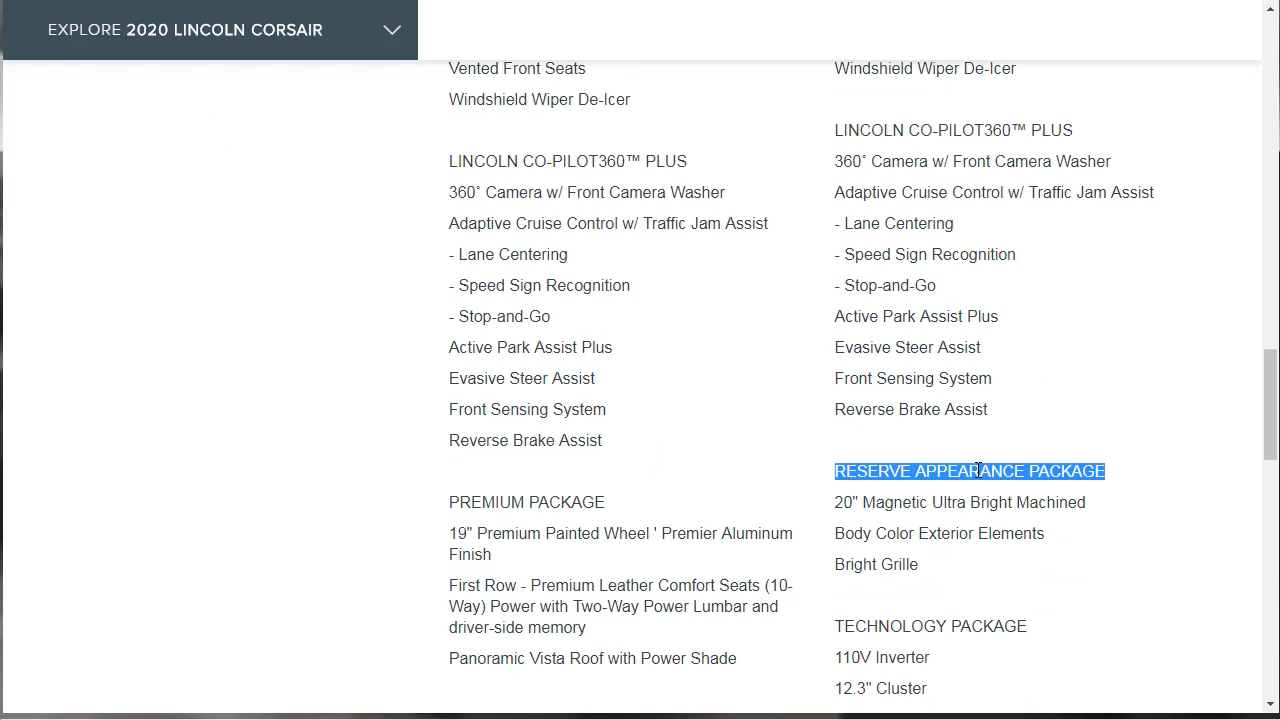 EXPLORE 2020 LINCOLN CORSAIR
Vented Front Seats
Windshield Wiper De-Icer
LINCOLN CO-PILOT360™ PLUS
360˚ Camera w/ Front Camera Washer
Adaptive Cruise Control w/ Traffic Jam Assist
- Lane Centering
- Speed Sign Recognition
- Stop-and-Go
Active Park Assist Plus
Evasive Steer Assist
Front Sensing System
Reverse Brake Assist
PREMIUM PACKAGE
19" Premium Painted Wheel ' Premier Aluminum
Finish
First Row - Premium Leather Comfort Seats (10-
Way) Power with Two-Way Power Lumbar and
driver-side memory
Panoramic Vista Roof with Power Shade
Windshield Wiper De-Icer
LINCOLN CO-PILOT360™ PLUS
360˚ Camera w/ Front Camera Washer
Adaptive Cruise Control w/ Traffic Jam Assist
- Lane Centering
- Speed Sign Recognition
- Stop-and-Go
Active Park Assist Plus
Evasive Steer Assist
Front Sensing System
Reverse Brake Assist
RESERVE APPEARANCE PACKAGE
20" Magnetic Ultra Bright Machined
Body Color Exterior Elements
Bright Grille
TECHNOLOGY PACKAGE
110V Inverter
12.3" Cluster